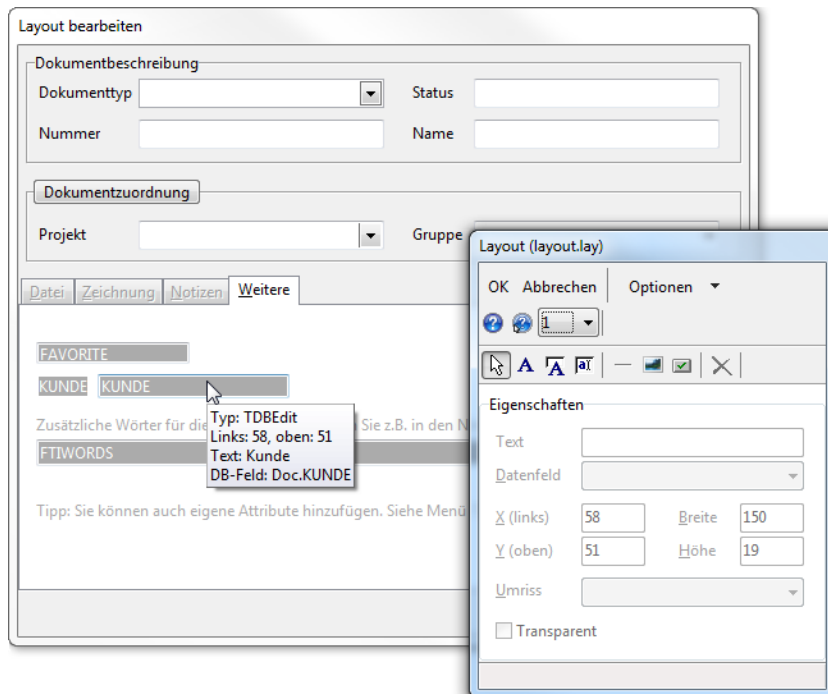 Layout bearbeiten
Dokumentbeschreibung
Dokumenttyp
Status
Nummer
Name
Dokumentzuordnung
Projekt
Gruppe
Datei Zeichnung Notizen Weitere
FAVORITE
KUNDE KUNDE
Zusätzliche Wörter für die
Sie z.B. in den N
FTIWORDS
Tipp: Sie können auch eigene Attribute hinzufügen. Siehe Menü
Typ: TDBEdit
Links: 58, oben: 51
Text: Kunde
DB-Feld: Doc.KUNDE
Layout (layout.lay)
OK Abbrechen Optionen
1
Eigenschaften
Text
Datenfeld
X (links) 58 Breite 150
Y (oben) 51 Höhe 19
Umriss
Transparent